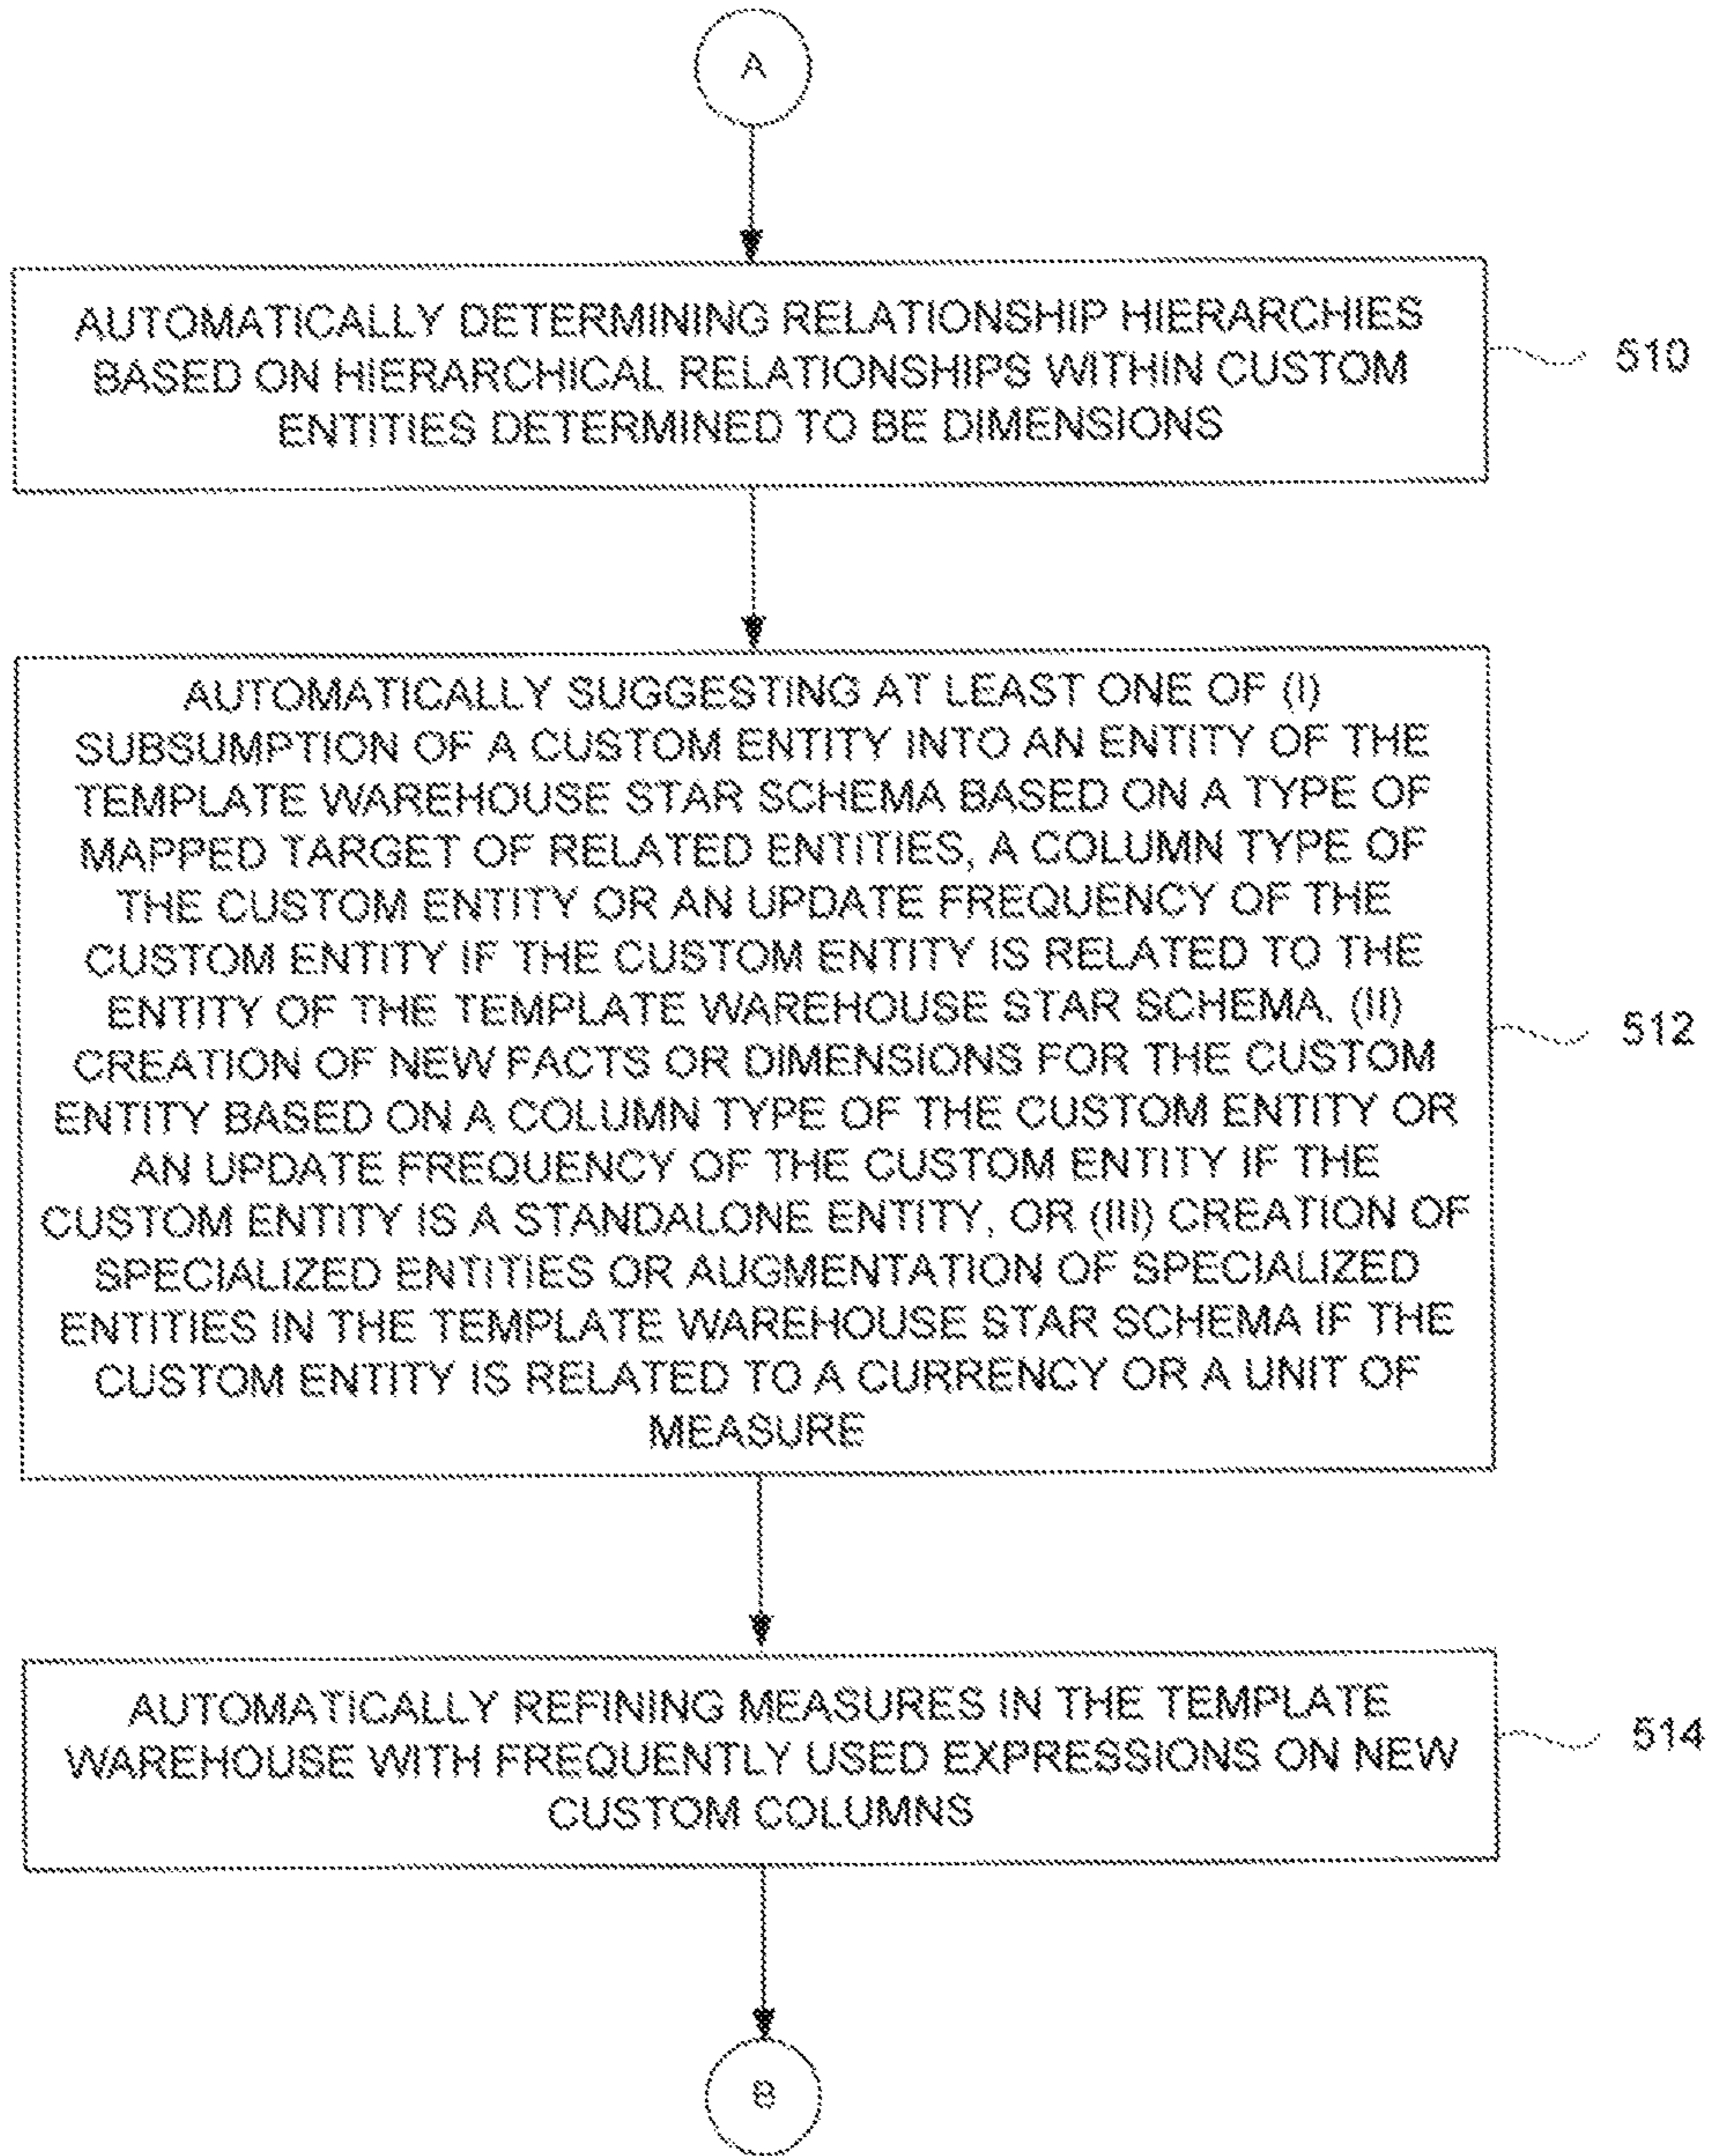 A
AUTOMATICALLY DETERMINING RELATIONSHIP HIERARCHIES
BASED ON HIERARCHICAL RELATIONSHIPS WITHIN CUSTOM
ENTITIES DETERMINED TO BE DIMENSIONS
510
AUTOMATICALLY SUGGESTING AT LEAST ONE OF (I)
SUBSUMPTION OF A CUSTOM ENTITY INTO AN ENTITY OF THE
TEMPLATE WAREHOUSE STAR SCHEMA BASED ON A TYPE OF
MAPPED TARGET OF RELATED ENTITIES, A COLUMN TYPE OF
THE CUSTOM ENTITY OR AN UPDATE FREQUENCY OF THE
CUSTOM ENTITY IF THE CUSTOM ENTITY IS RELATED TO THE
ENTITY OF THE TEMPLATE WAREHOUSE STAR SCHEMA. (II)
CREATION OF NEW FACTS OR DIMENSIONS FOR THE CUSTOM
ENTITY BASED ON A COLUMN TYPE OF THE CUSTOM ENTITY OR
AN UPDATE FREQUENCY OF THE CUSTOM ENTITY IF THE
CUSTOM ENTITY IS A STANDALONE ENTITY, OR (III) CREATION OF
SPECIALIZED ENTITIES OR AUGMENTATION OF SPECIALIZED
ENTITIES IN THE TEMPLATE WAREHOUSE STAR SCHEMA IF THE
CUSTOM ENTITY IS RELATED TO A CURRENCY OR A UNIT OF
MEASURE
512
AUTOMATICALLY REFINING MEASURES IN THE TEMPLATE
WAREHOUSE WITH FREQUENTLY USED EXPRESSIONS ON NEW
CUSTOM COLUMNS
514
B